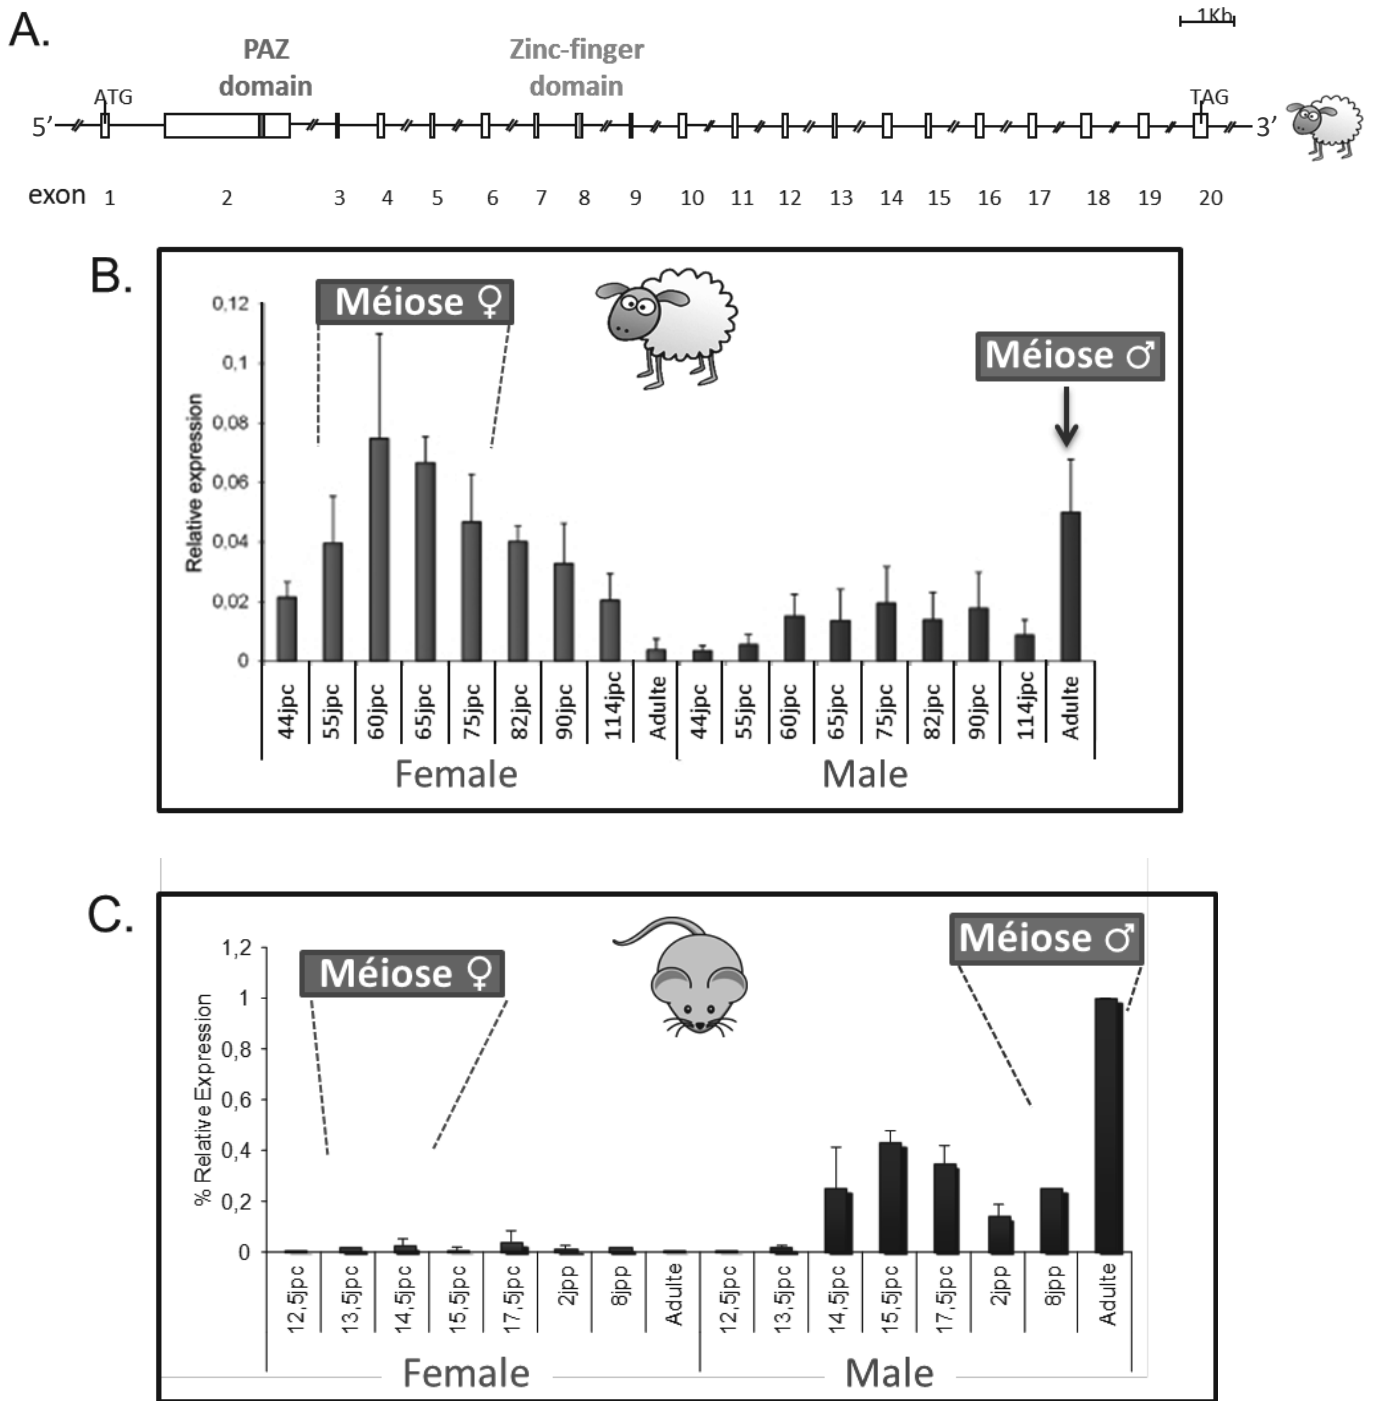 A.
1Kb
PAZ
domain
Zinc-finger
domain
ATG
TAG
5’
3’
exon 1 2 3 4 5 6 7 8 9 10 11 12 13 14 15 16 17 18 19 20
B.
Méiose ♀
Méiose ♂
Relative expression
0,12
0,1
0,08
0,06
0,04
0,02
0
44jpc 55jpc 60jpc 65jpc 75jpc 82jpc 90jpc 114jpc Adulte 44jpc 55jpc 60jpc 65jpc 75jpc 82jpc 90jpc 114jpc Adulte
Female Male
C.
Méiose ♀
Méiose ♂
% Relative Expression
1,2
1
0,8
0,6
0,4
0,2
0
12,5jpc 13,5jpc 14,5jpc 15,5jpc 17,5jpc 2jpp 8jpp Adulte 12,5jpc 13,5jpc 14,5jpc 15,5jpc 17,5jpc 2jpp 8jpp Adulte
Female Male